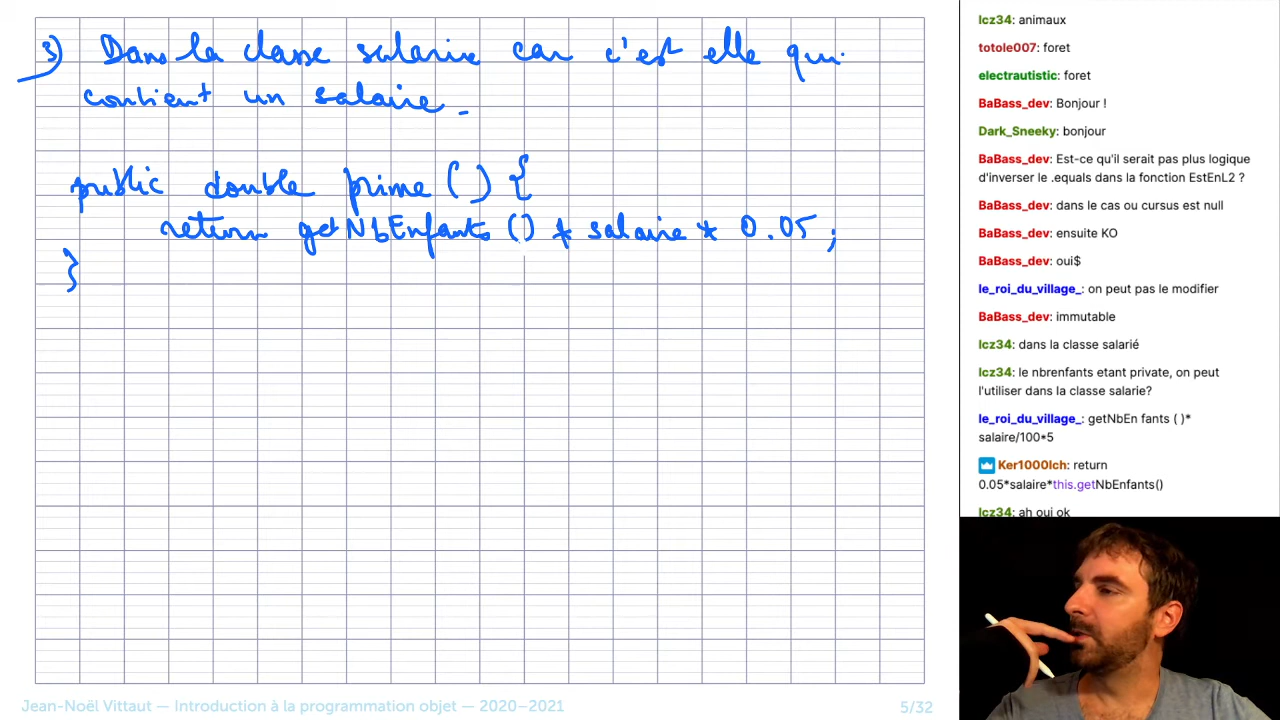 3) Dans la classe salarie car c'est elle qui
contient un salaire.
public double prime () {
return getNbEnfants () * salaire * 0.05 ;
}
Jean-Noël Vittaut — Introduction à la programmation objet — 2020–2021
5/32
lcz34: animaux
totole007: foret
electrautistic: foret
BaBass_dev: Bonjour !
Dark_Sneeky: bonjour
BaBass_dev: Est-ce qu'il serait pas plus logique
d'inverser le .equals dans la fonction EstEnL2 ?
BaBass_dev: dans le cas ou cursus est null
BaBass_dev: ensuite KO
BaBass_dev: oui$
le_roi_du_village_: on peut pas le modifier
BaBass_dev: immutable
lcz34: dans la classe salarié
lcz34: le nbrenfants etant private, on peut
l'utiliser dans la classe salarie?
le_roi_du_village_: getNbEn fants ( )*
salaire/100*5
Ker1000lch: return
0.05*salaire*this.getNbEnfants()
lcz34: ah oui ok